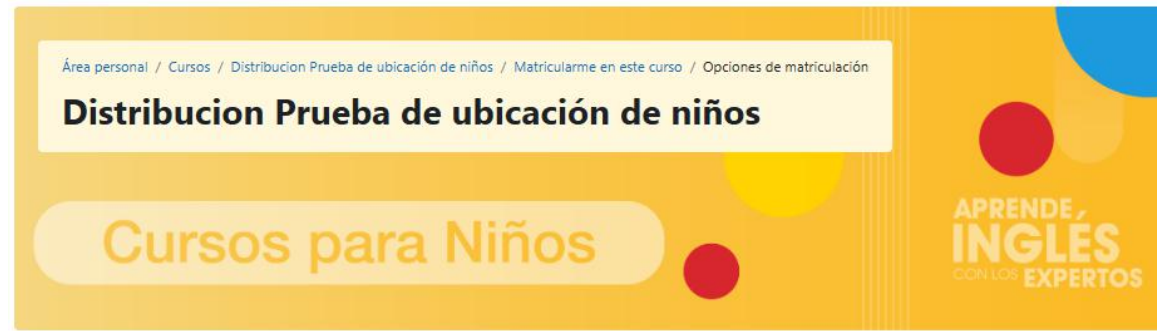 Área personal / Cursos / Distribucion Prueba de ubicación de niños / Matricularme en este curso / Opciones de matriculación
Distribucion Prueba de ubicación de niños
Cursos para Niños
APRENDE
INGLÉS
CON LOS EXPERTOS